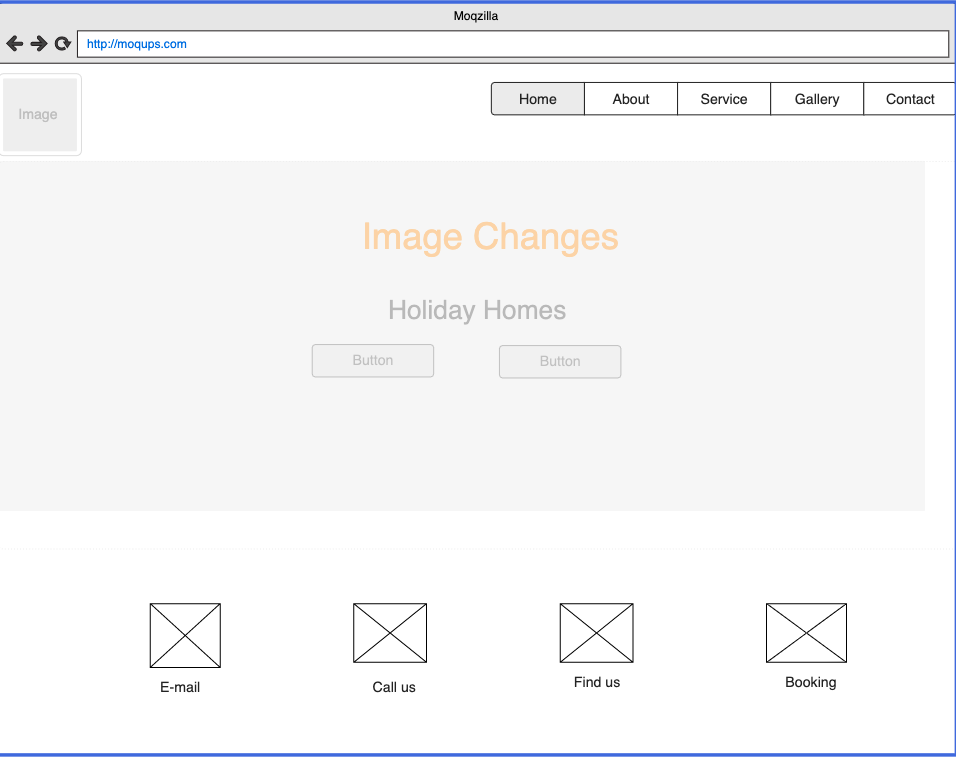 Moqzilla
http://moqups.com
Image
Home About Service Gallery Contact
Image Changes
Holiday Homes
Button Button
E-mail Call us Find us Booking